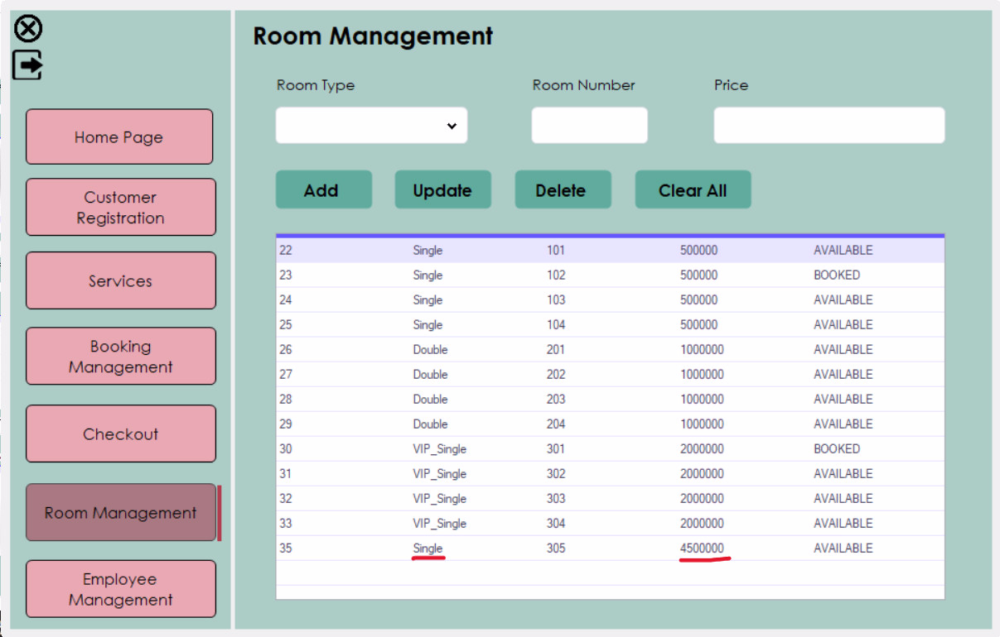 Room Management
Room Type Room Number Price
Home Page
Customer
Registration
Services
Booking
Management
Checkout
Room Management
Employee
Management
Add Update Delete Clear All
22 Single 101 500000 AVAILABLE
23 Single 102 500000 BOOKED
24 Single 103 500000 AVAILABLE
25 Single 104 500000 AVAILABLE
26 Double 201 1000000 AVAILABLE
27 Double 202 1000000 AVAILABLE
28 Double 203 1000000 AVAILABLE
29 Double 204 1000000 AVAILABLE
30 VIP_Single 301 2000000 BOOKED
31 VIP_Single 302 2000000 AVAILABLE
32 VIP_Single 303 2000000 AVAILABLE
33 VIP_Single 304 2000000 AVAILABLE
35 Single 305 4500000 AVAILABLE